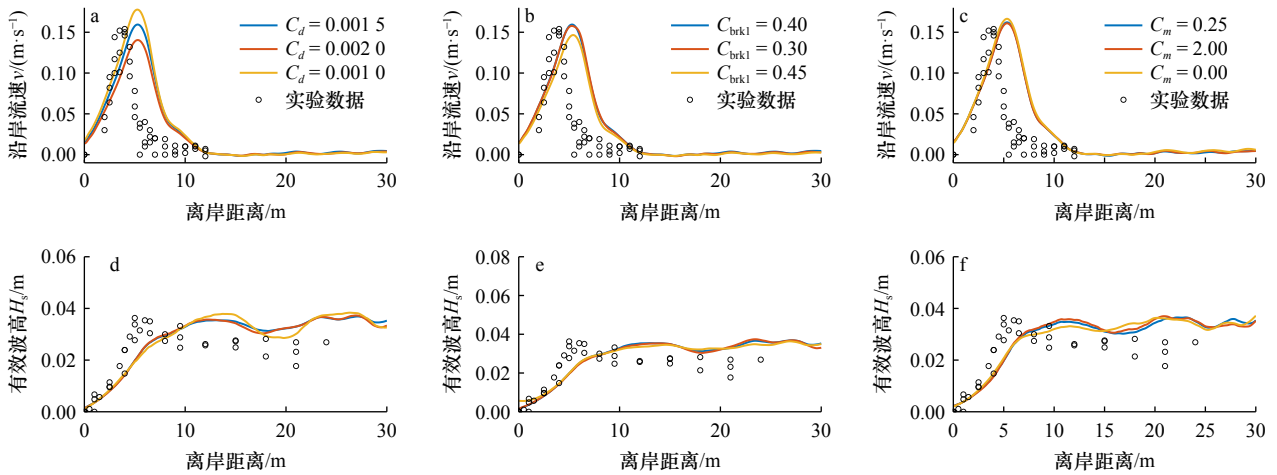 a
沿岸流速v/(m·s⁻¹)
0.15
0.10
0.05
0.00
C_d = 0.001 5
C_d = 0.002 0
C_d = 0.001 0
实验数据
0 10 20 30
离岸距离/m
b
0.15
0.10
0.05
0.00
C_brk1 = 0.40
C_brk1 = 0.30
C_brk1 = 0.45
实验数据
0 10 20 30
离岸距离/m
c
沿岸流速v/(m·s⁻¹)
0.15
0.10
0.05
0.00
C_m = 0.25
C_m = 2.00
C_m = 0.00
实验数据
0 10 20 30
离岸距离/m
d
有效波高H_s/m
0.06
0.04
0.02
0.00
0 10 20 30
离岸距离/m
e
有效波高H_s/m
0.08
0.06
0.04
0.02
0.00
0 10 20 30
离岸距离/m
f
有效波高H_s/m
0.06
0.04
0.02
0.00
0 5 10 15 20 25 30
离岸距离/m